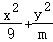 x²/9 + y²/m